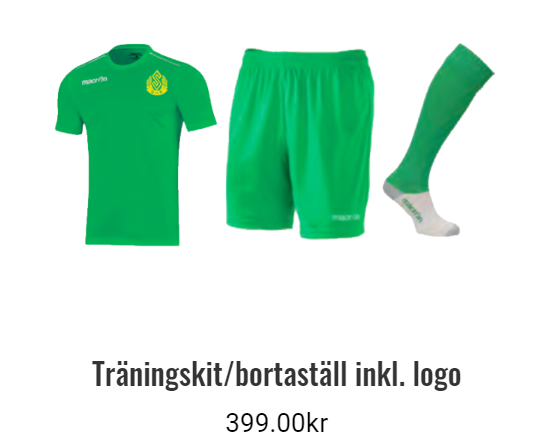 macron
macron
macron
Träningskit/bortaställ inkl. logo
399.00kr